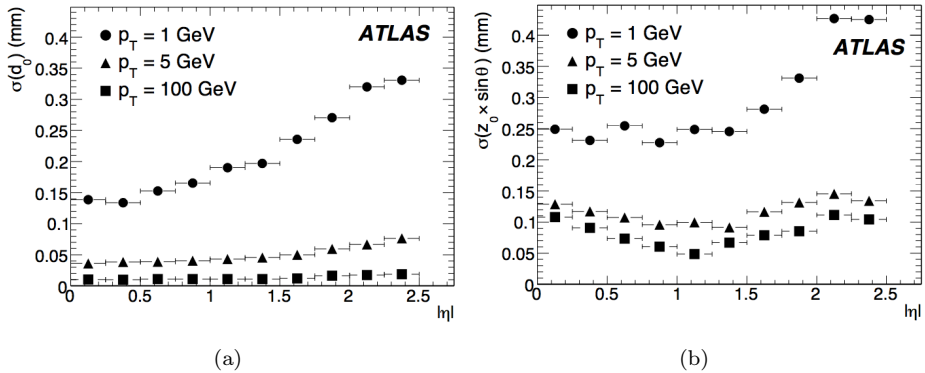 σ(d0) (mm)
0.4
0.35
0.3
0.25
0.2
0.15
0.1
0.05
0
ATLAS
pT = 1 GeV
pT = 5 GeV
pT = 100 GeV
0 0.5 1 1.5 2 2.5
|η|
(a)
σ(z0 × sinθ) (mm)
0.4
0.35
0.3
0.25
0.2
0.15
0.1
0.05
0
pT = 1 GeV
ATLAS
pT = 5 GeV
pT = 100 GeV
0 0.5 1 1.5 2 2.5
|η|
(b)